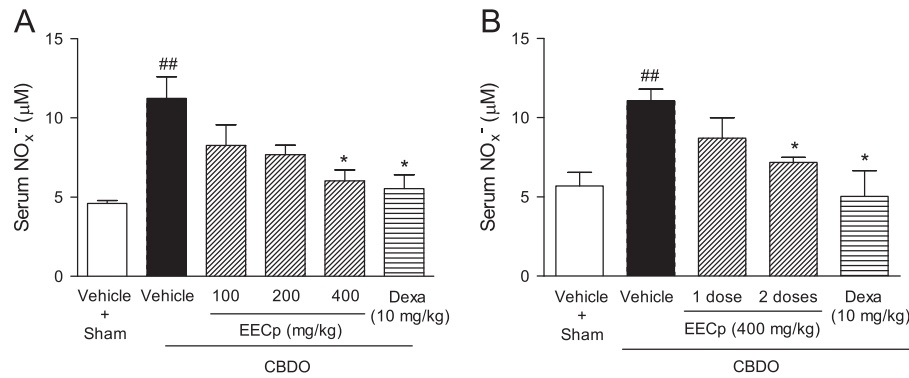 A
Serum NOx⁻ (μM)
15
10
5
0
##
*
*
Vehicle
+
Sham
Vehicle
100
200
400
Dexa
(10 mg/kg)
EECp (mg/kg)
CBDO
B
Serum NOx⁻ (μM)
15
10
5
0
##
*
*
Vehicle
+
Sham
Vehicle
1 dose
2 doses
Dexa
(10 mg/kg)
EECp (400 mg/kg)
CBDO